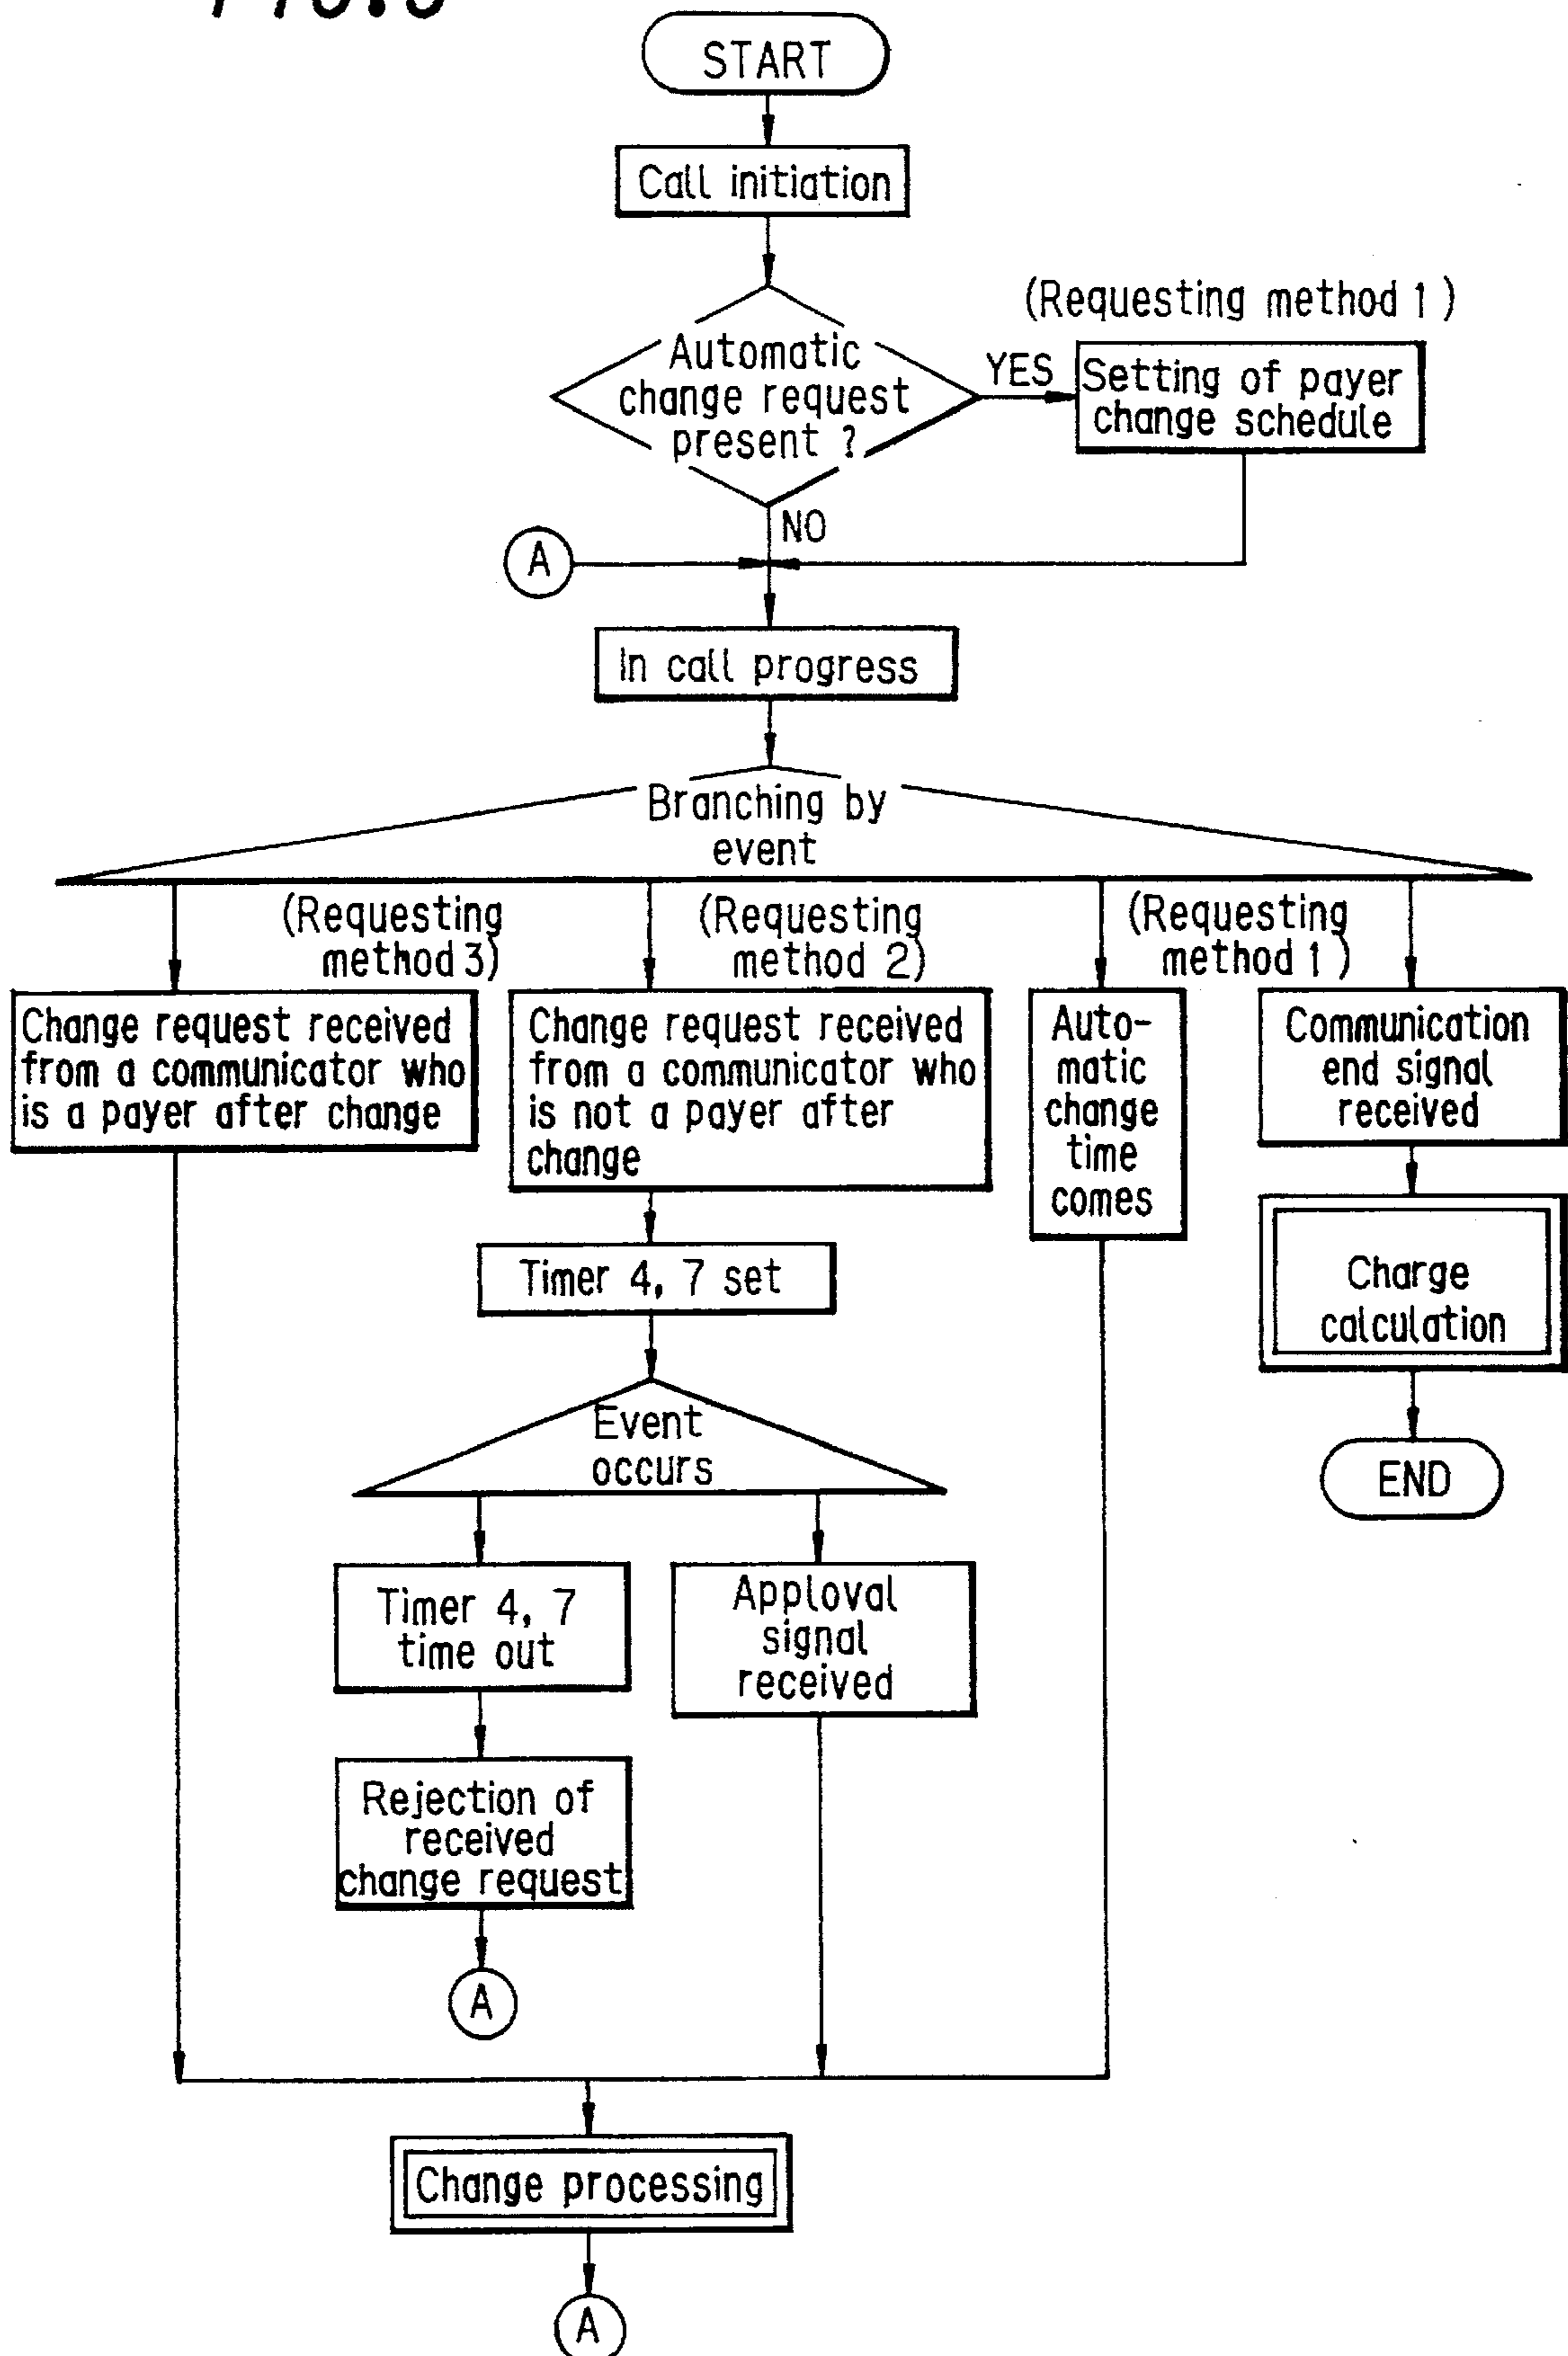 START
Call initiation
(Requesting method 1 )
Automatic
change request
present ?
YES
Setting of payer
change schedule
NO
A
In call progress
Branching by
event
(Requesting
method 3)
(Requesting
method 2)
(Requesting
method 1 )
Change request received
from a communicator who
is a payer after change
Change request received
from a communicator who
is not a payer after
change
Auto-
matic
change
time
comes
Communication
end signal
received
Timer 4, 7 set
Charge
calculation
Event
occurs
END
Timer 4, 7
time out
Apploval
signal
received
Rejection of
received
change request
A
Change processing
A